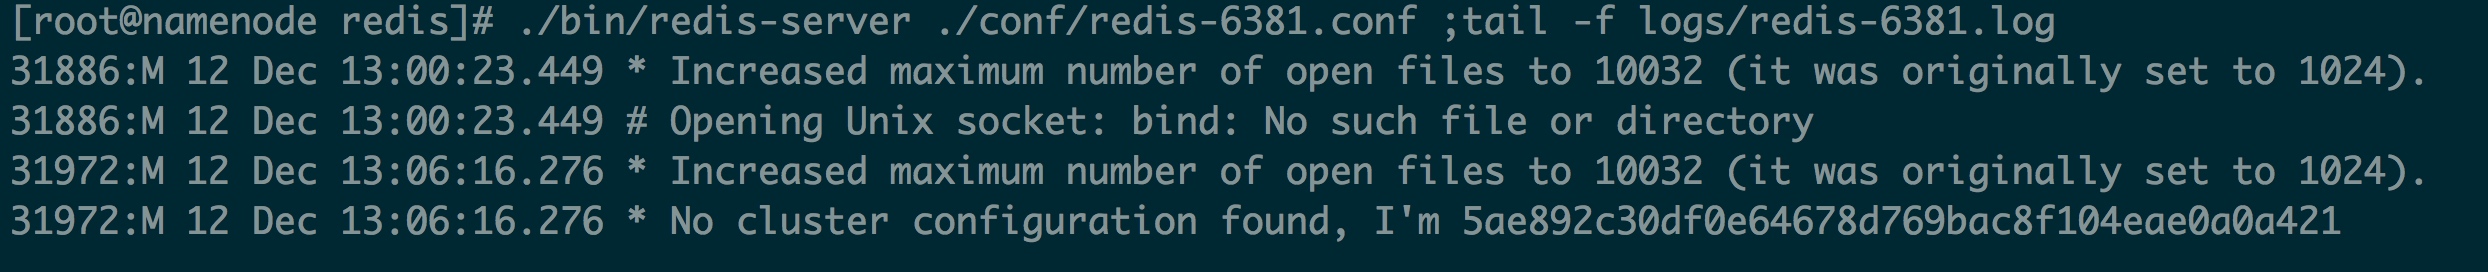 [root@namenode redis]# ./bin/redis-server ./conf/redis-6381.conf ;tail -f logs/redis-6381.log
31886:M 12 Dec 13:00:23.449 * Increased maximum number of open files to 10032 (it was originally set to 1024).
31886:M 12 Dec 13:00:23.449 # Opening Unix socket: bind: No such file or directory
31972:M 12 Dec 13:06:16.276 * Increased maximum number of open files to 10032 (it was originally set to 1024).
31972:M 12 Dec 13:06:16.276 * No cluster configuration found, I'm 5ae892c30df0e64678d769bac8f104eae0a0a421